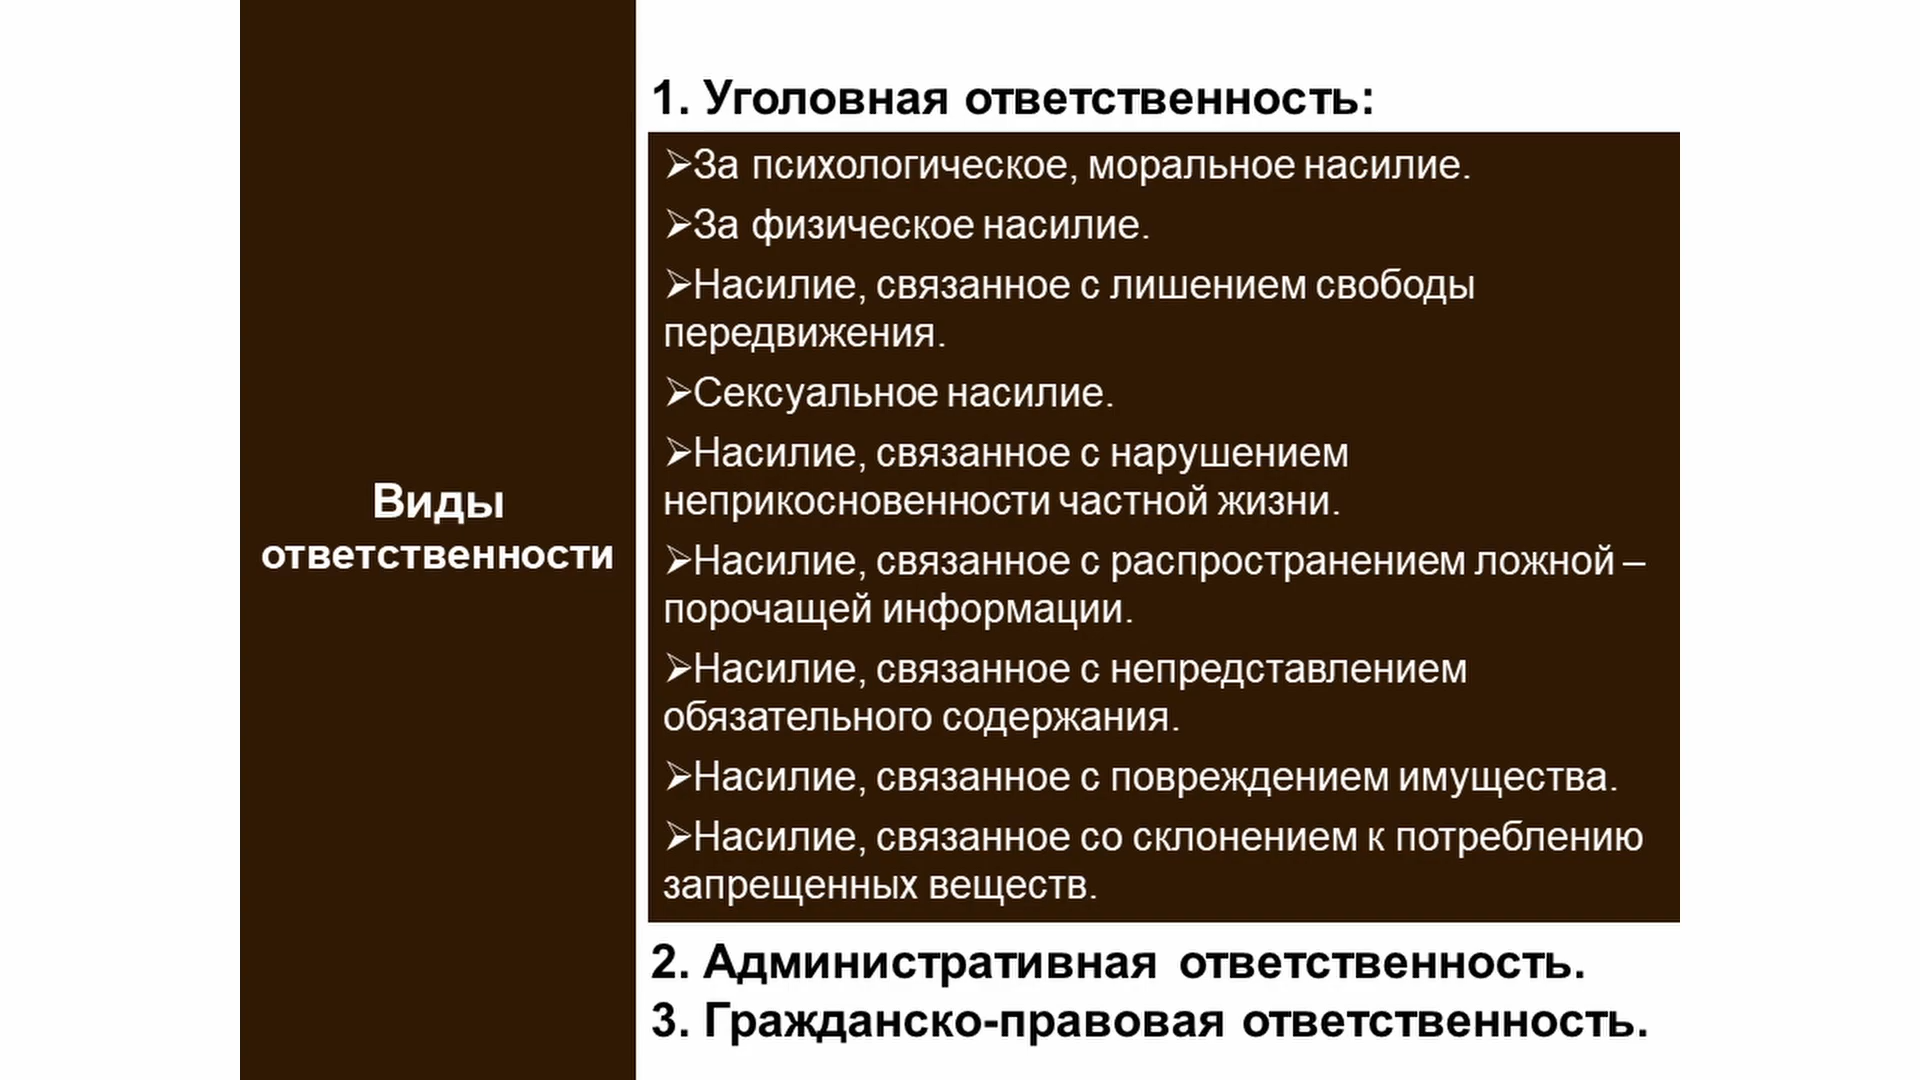 Виды
ответственности
1. Уголовная ответственность:
➢За психологическое, моральное насилие.
➢За физическое насилие.
➢Насилие, связанное с лишением свободы
передвижения.
➢Сексуальное насилие.
➢Насилие, связанное с нарушением
неприкосновенности частной жизни.
➢Насилие, связанное с распространением ложной –
порочащей информации.
➢Насилие, связанное с непредставлением
обязательного содержания.
➢Насилие, связанное с повреждением имущества.
➢Насилие, связанное со склонением к потреблению
запрещенных веществ.
2. Административная ответственность.
3. Гражданско-правовая ответственность.